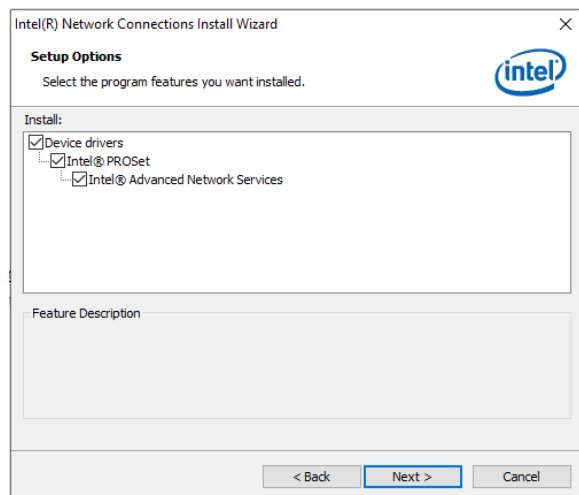 Intel(R) Network Connections Install Wizard
Setup Options
Select the program features you want installed.
intel
Install:
Device drivers
Intel® PROSet
Intel® Advanced Network Services
Feature Description
< Back
Next >
Cancel